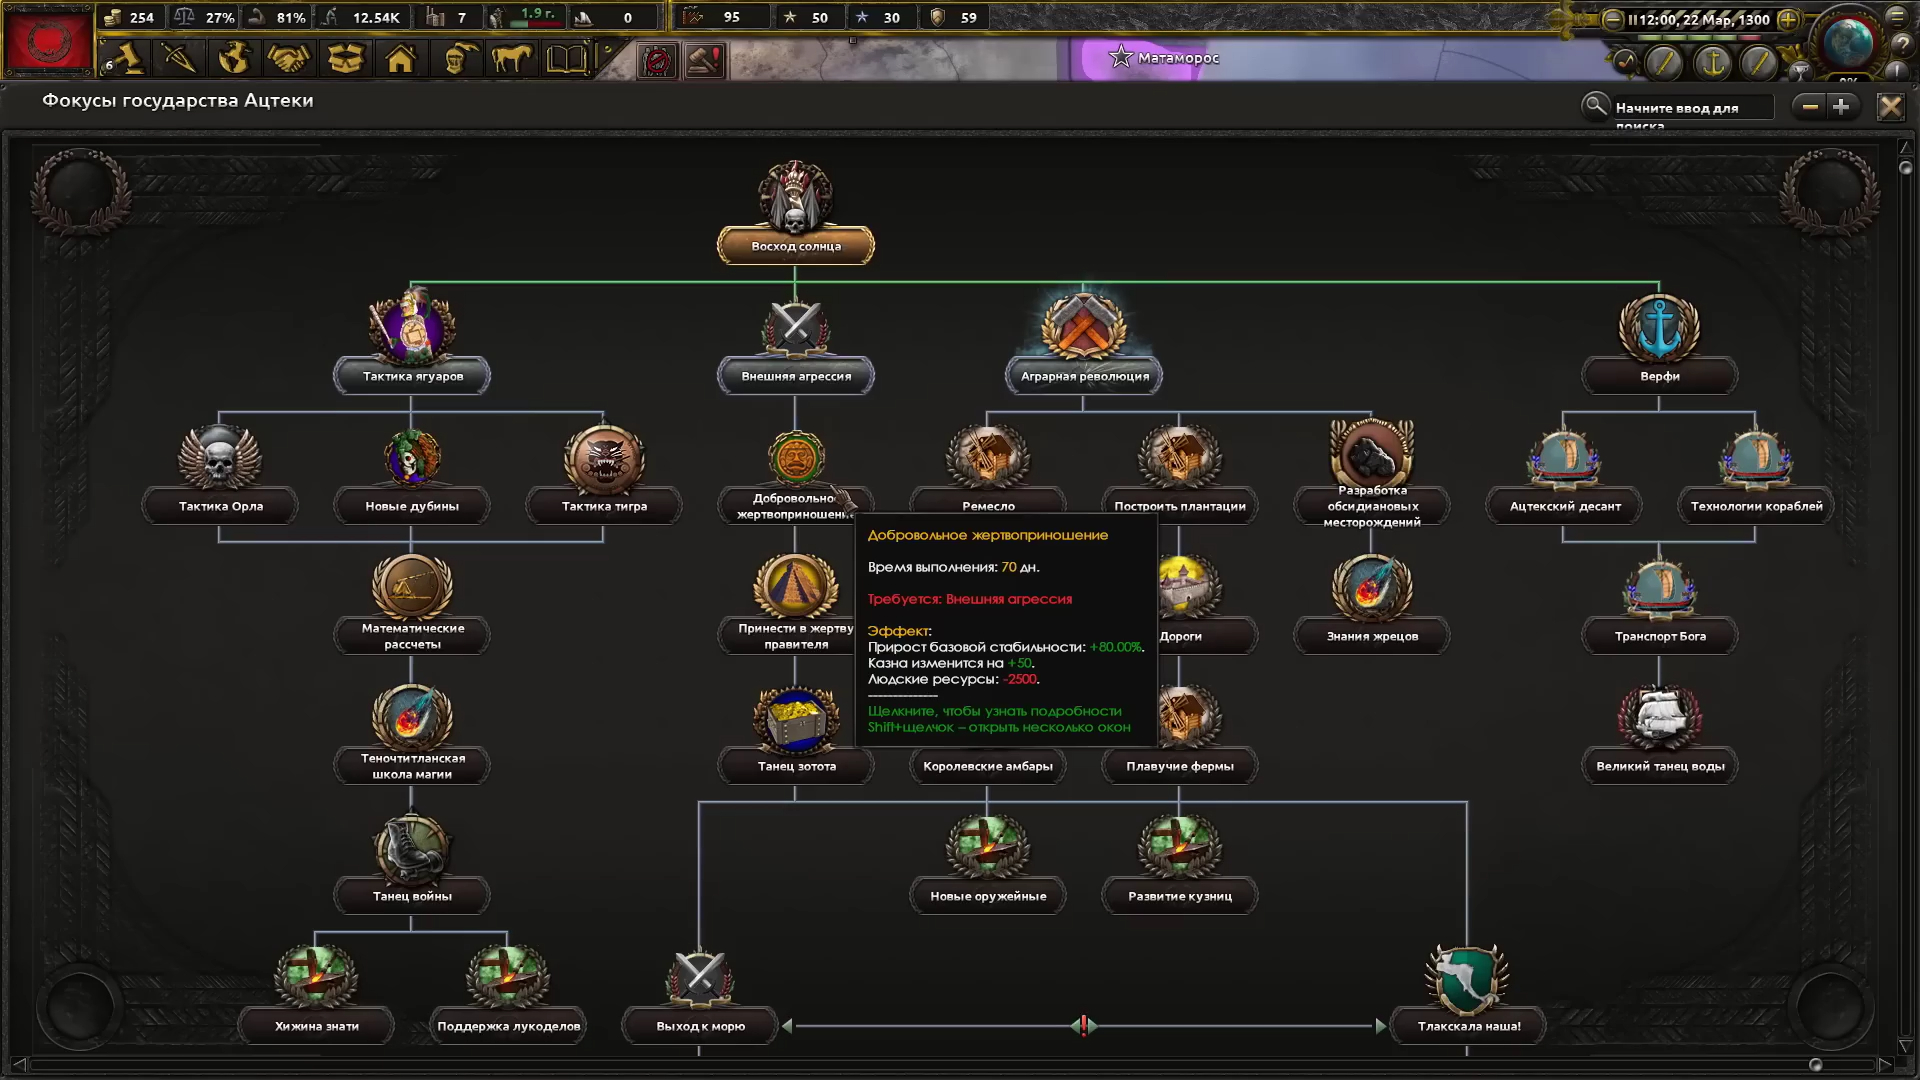 254
27%
81%
12.54K
7
1.9 г.
0
95
50
30
59
12:00, 22 Мар, 1300
6
Матаморос
0%
Фокусы государства Ацтеки
Начните ввод для
поиска
Восход солнца
Тактика ягуаров
Внешняя агрессия
Аграрная революция
Верфи
Тактика Орла
Новые дубины
Тактика тигра
Добровольно
жертвоприношени
Ремесло
Построить плантации
Разработка
обсидиановых
месторождений
Ацтекский десант
Технологии кораблей
Добровольное жертвоприношение
Время выполнения: 70 дн.
Требуется: Внешняя агрессия
Эффект:
Прирост базовой стабильности: +80.00%.
Казна изменится на +50.
Людские ресурсы: -2500.
--------------
Щелкните, чтобы узнать подробности
Shift+щелчок – открыть несколько окон
Математические
рассчеты
Принести в жертву
правителя
Дороги
Знания жрецов
Транспорт Бога
Теночтитланская
школа магии
Танец зотота
Королевские амбары
Плавучие фермы
Великий танец воды
Танец войны
Новые оружейные
Развитие кузниц
Хижина знати
Поддержка лукоделов
Выход к морю
Тлакскала наша!